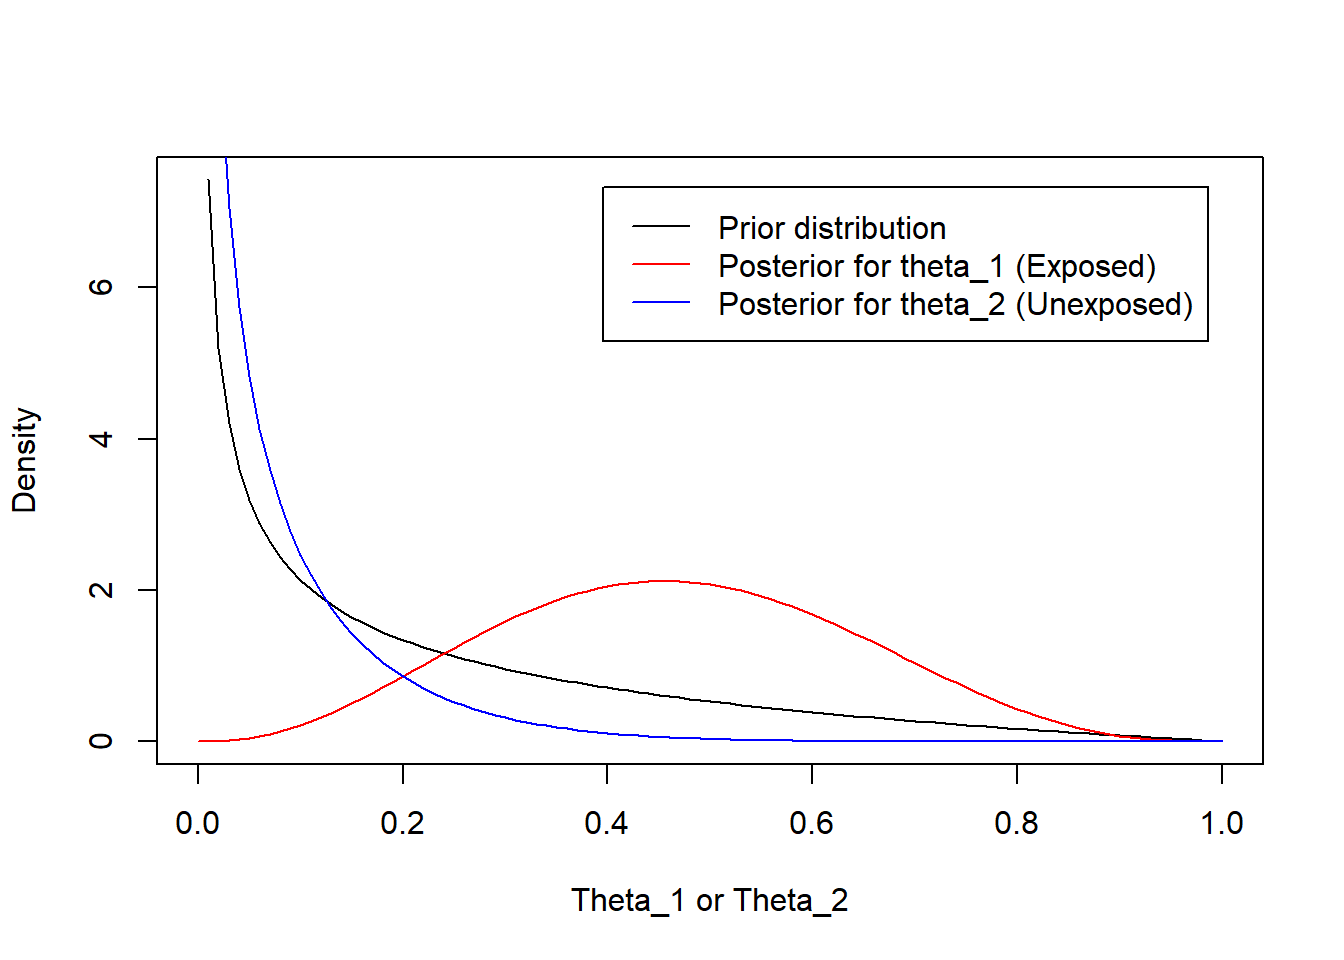 Prior distribution
Posterior for theta_1 (Exposed)
Posterior for theta_2 (Unexposed)
Density
6
4
2
0
0.0 0.2 0.4 0.6 0.8 1.0
Theta_1 or Theta_2